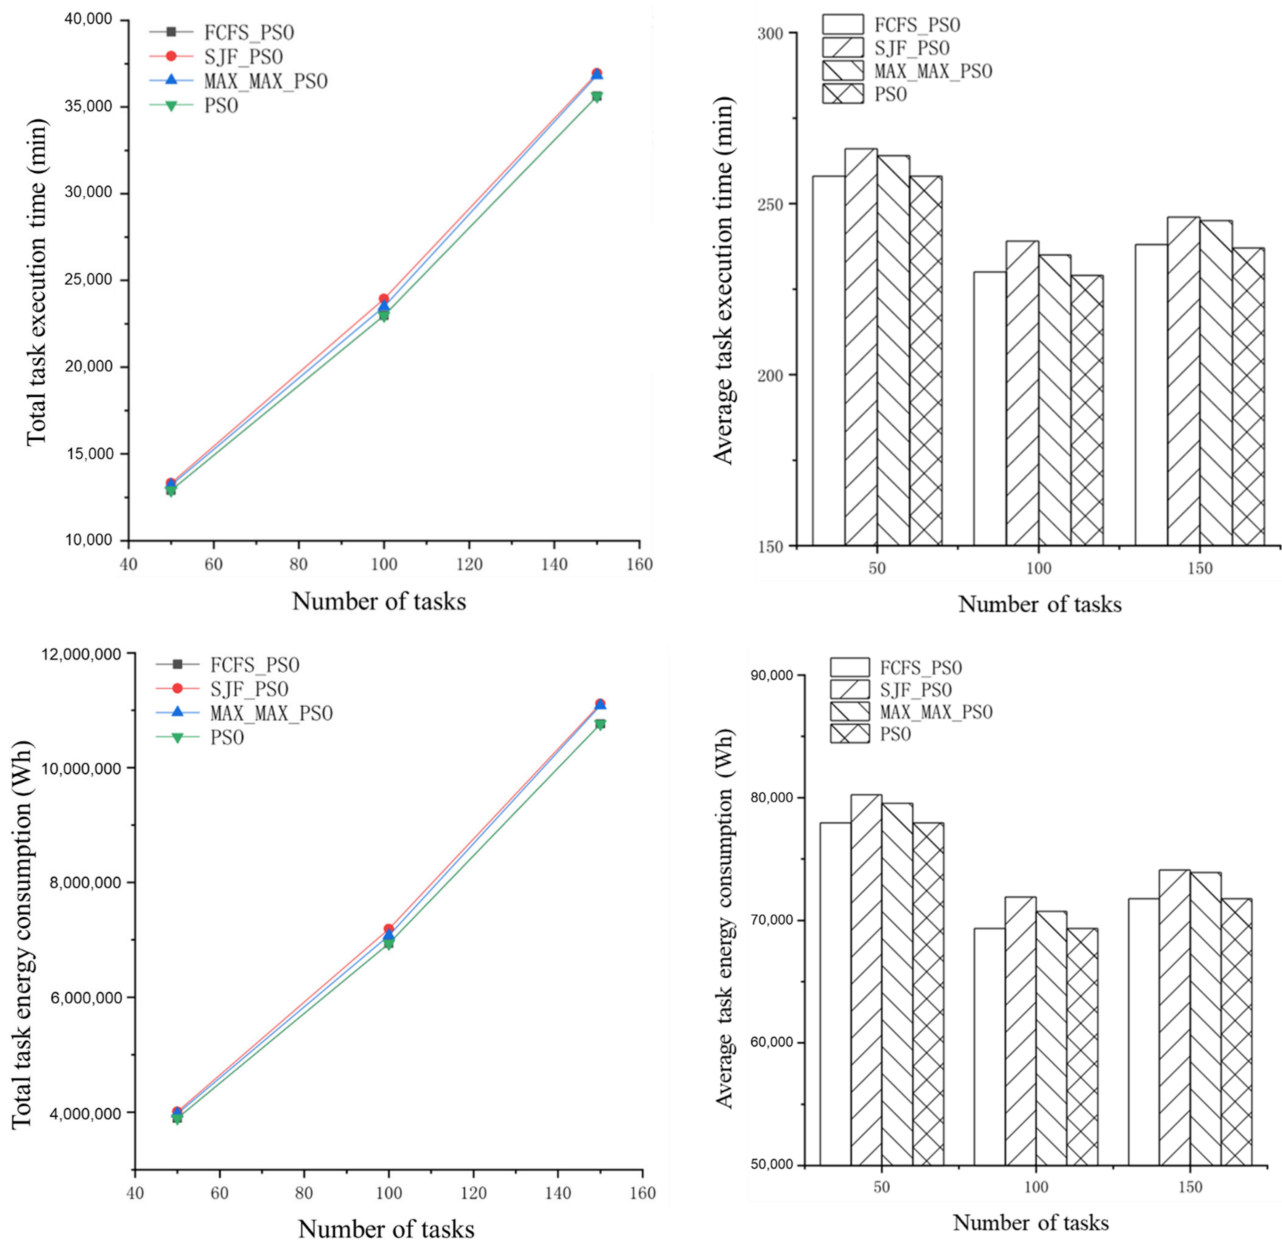 40,000
35,000
30,000
25,000
20,000
15,000
10,000
Total task execution time (min)
FCFS_PSO
SJF_PSO
MAX_MAX_PSO
PSO
40 60 80 100 120 140 160
Number of tasks
300
250
200
150
Average task execution time (min)
FCFS_PSO
SJF_PSO
MAX_MAX_PSO
PSO
50 100 150
Number of tasks
12,000,000
10,000,000
8,000,000
6,000,000
4,000,000
Total task energy consumption (Wh)
FCFS_PSO
SJF_PSO
MAX_MAX_PSO
PSO
40 60 80 100 120 140 160
Number of tasks
90,000
80,000
70,000
60,000
50,000
Average task energy consumption (Wh)
FCFS_PSO
SJF_PSO
MAX_MAX_PSO
PSO
50 100 150
Number of tasks